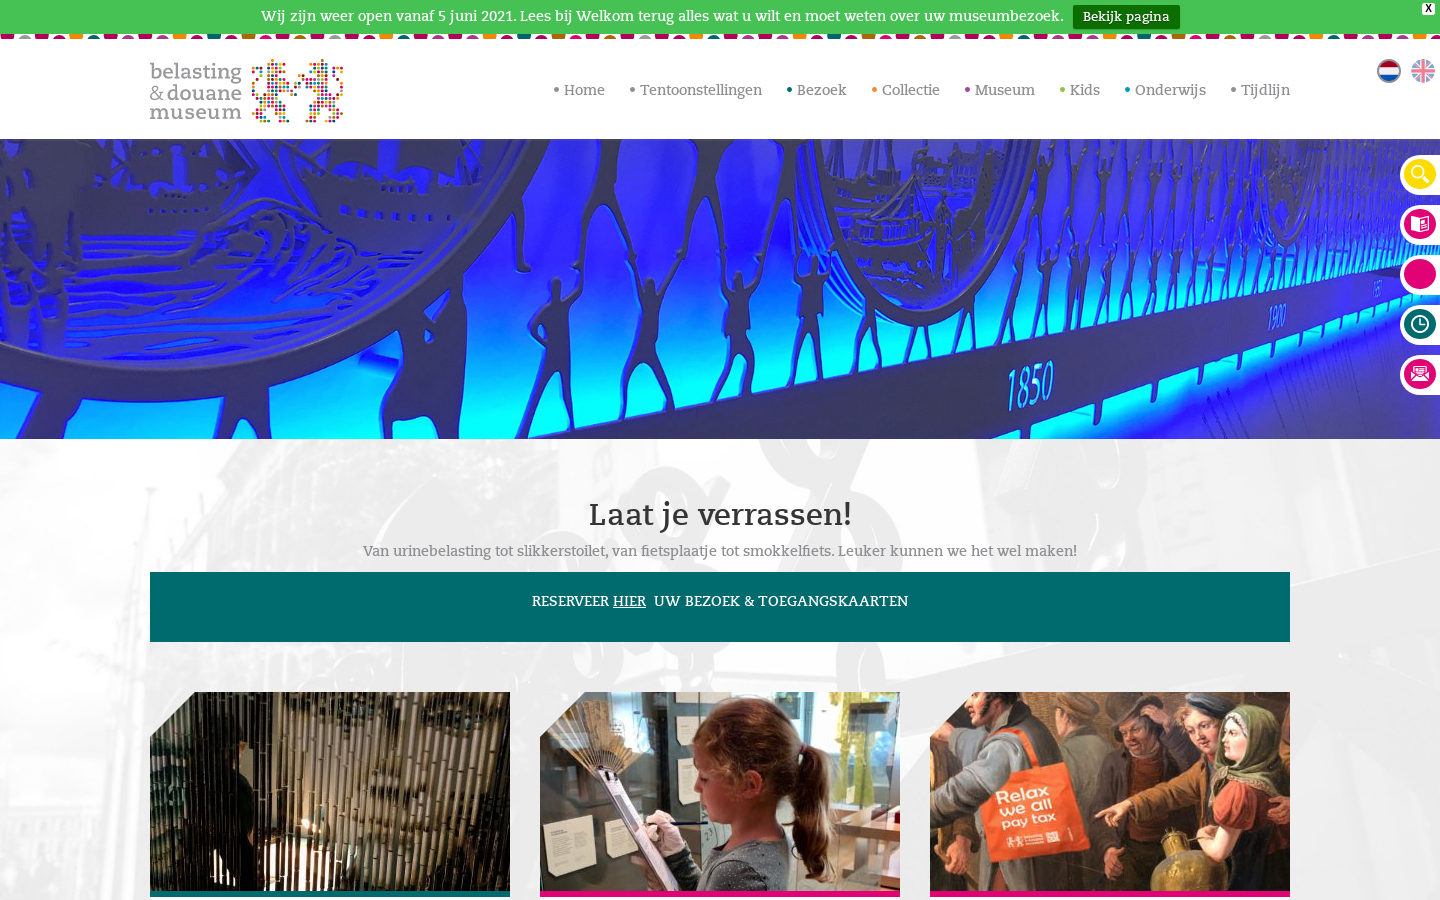 Wij zijn weer open vanaf 5 juni 2021. Lees bij Welkom terug alles wat u wilt en moet weten over uw museumbezoek. Bekijk pagina
X
belasting
& douane
museum
Home Tentoonstellingen Bezoek Collectie Museum Kids Onderwijs Tijdlijn
1850
1900
Laat je verrassen!
Van urinebelasting tot slikkerstoilet, van fietsplaatje tot smokkelfiets. Leuker kunnen we het wel maken!
RESERVEER HIER UW BEZOEK & TOEGANGSKAARTEN
Relax
we all
pay tax